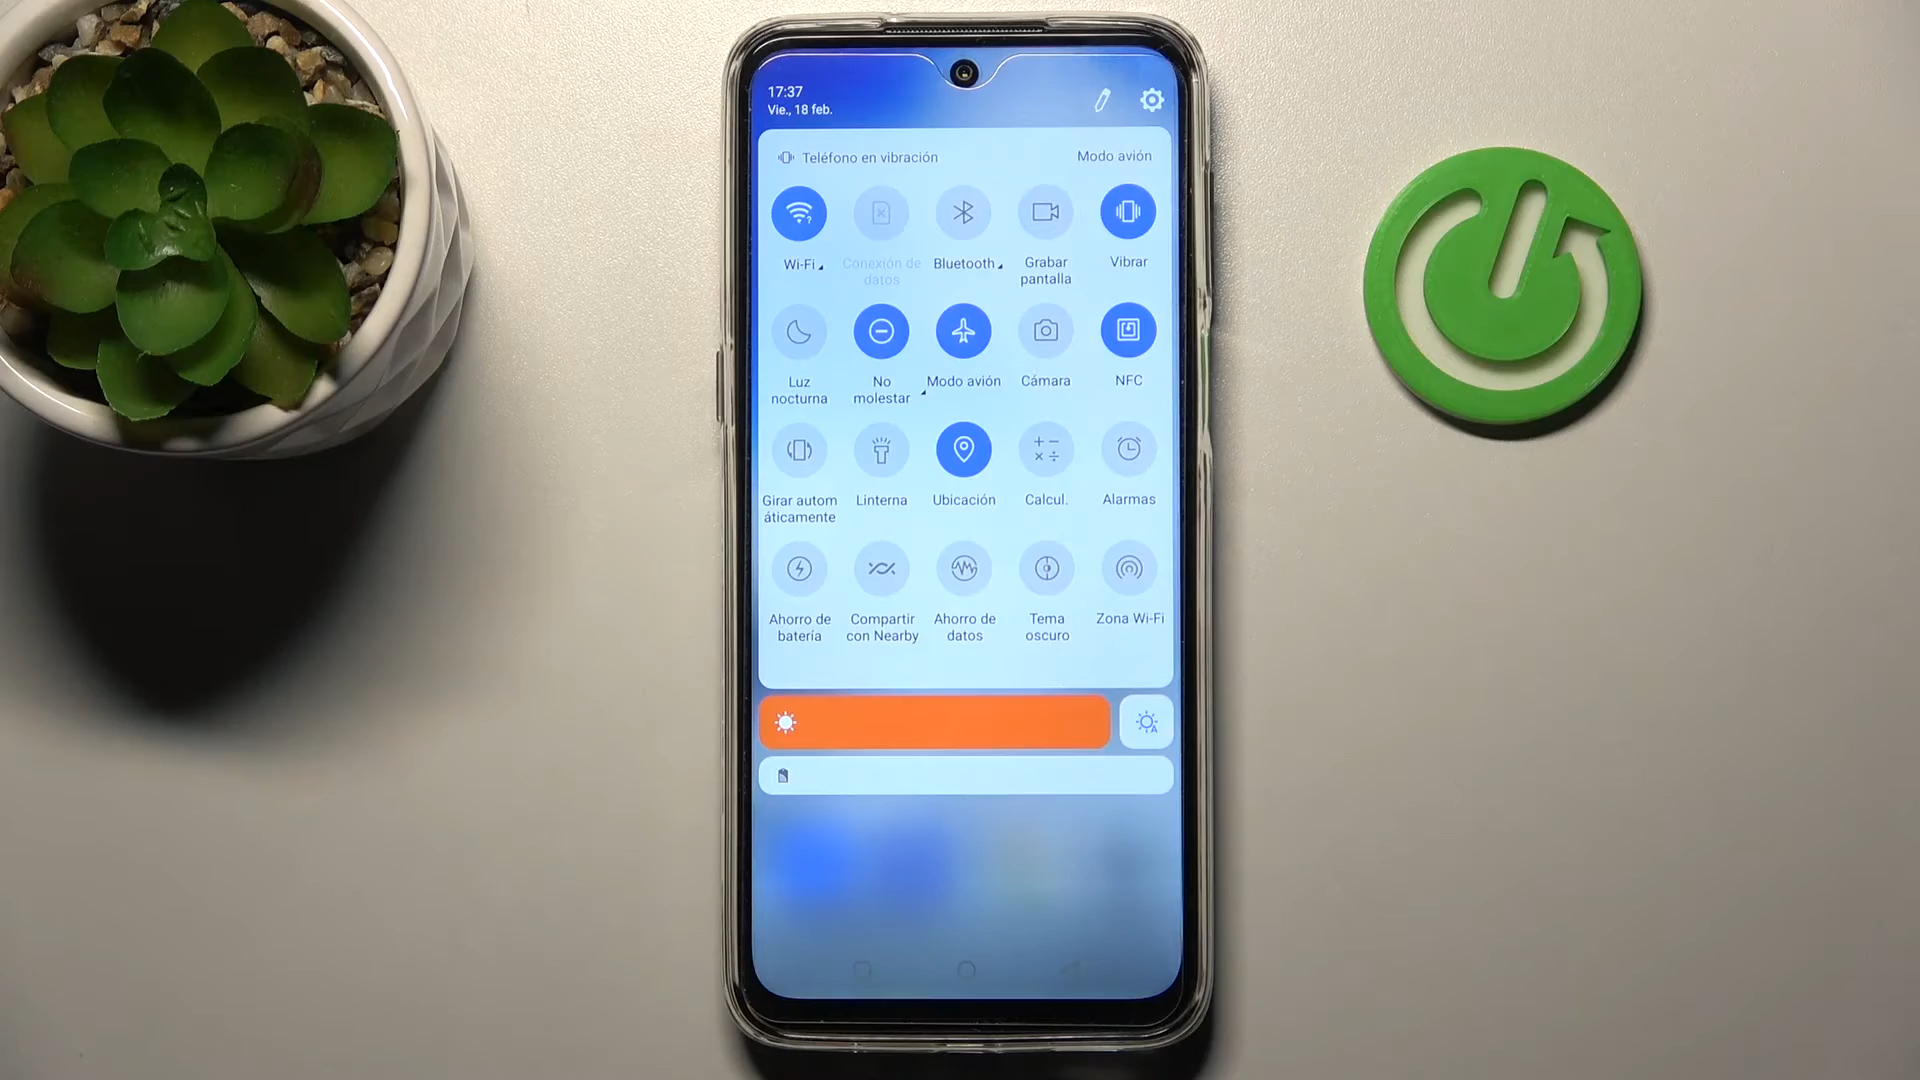 17:37
Vie., 18 feb.
Teléfono en vibración
Modo avión
Wi-Fi
Conexión de
datos
Bluetooth
Grabar
pantalla
Vibrar
Luz
nocturna
No
molestar
Modo avión
Cámara
NFC
Girar autom
áticamente
Linterna
Ubicación
Calcul.
Alarmas
Ahorro de
batería
Compartir
con Nearby
Ahorro de
datos
Tema
oscuro
Zona Wi-Fi